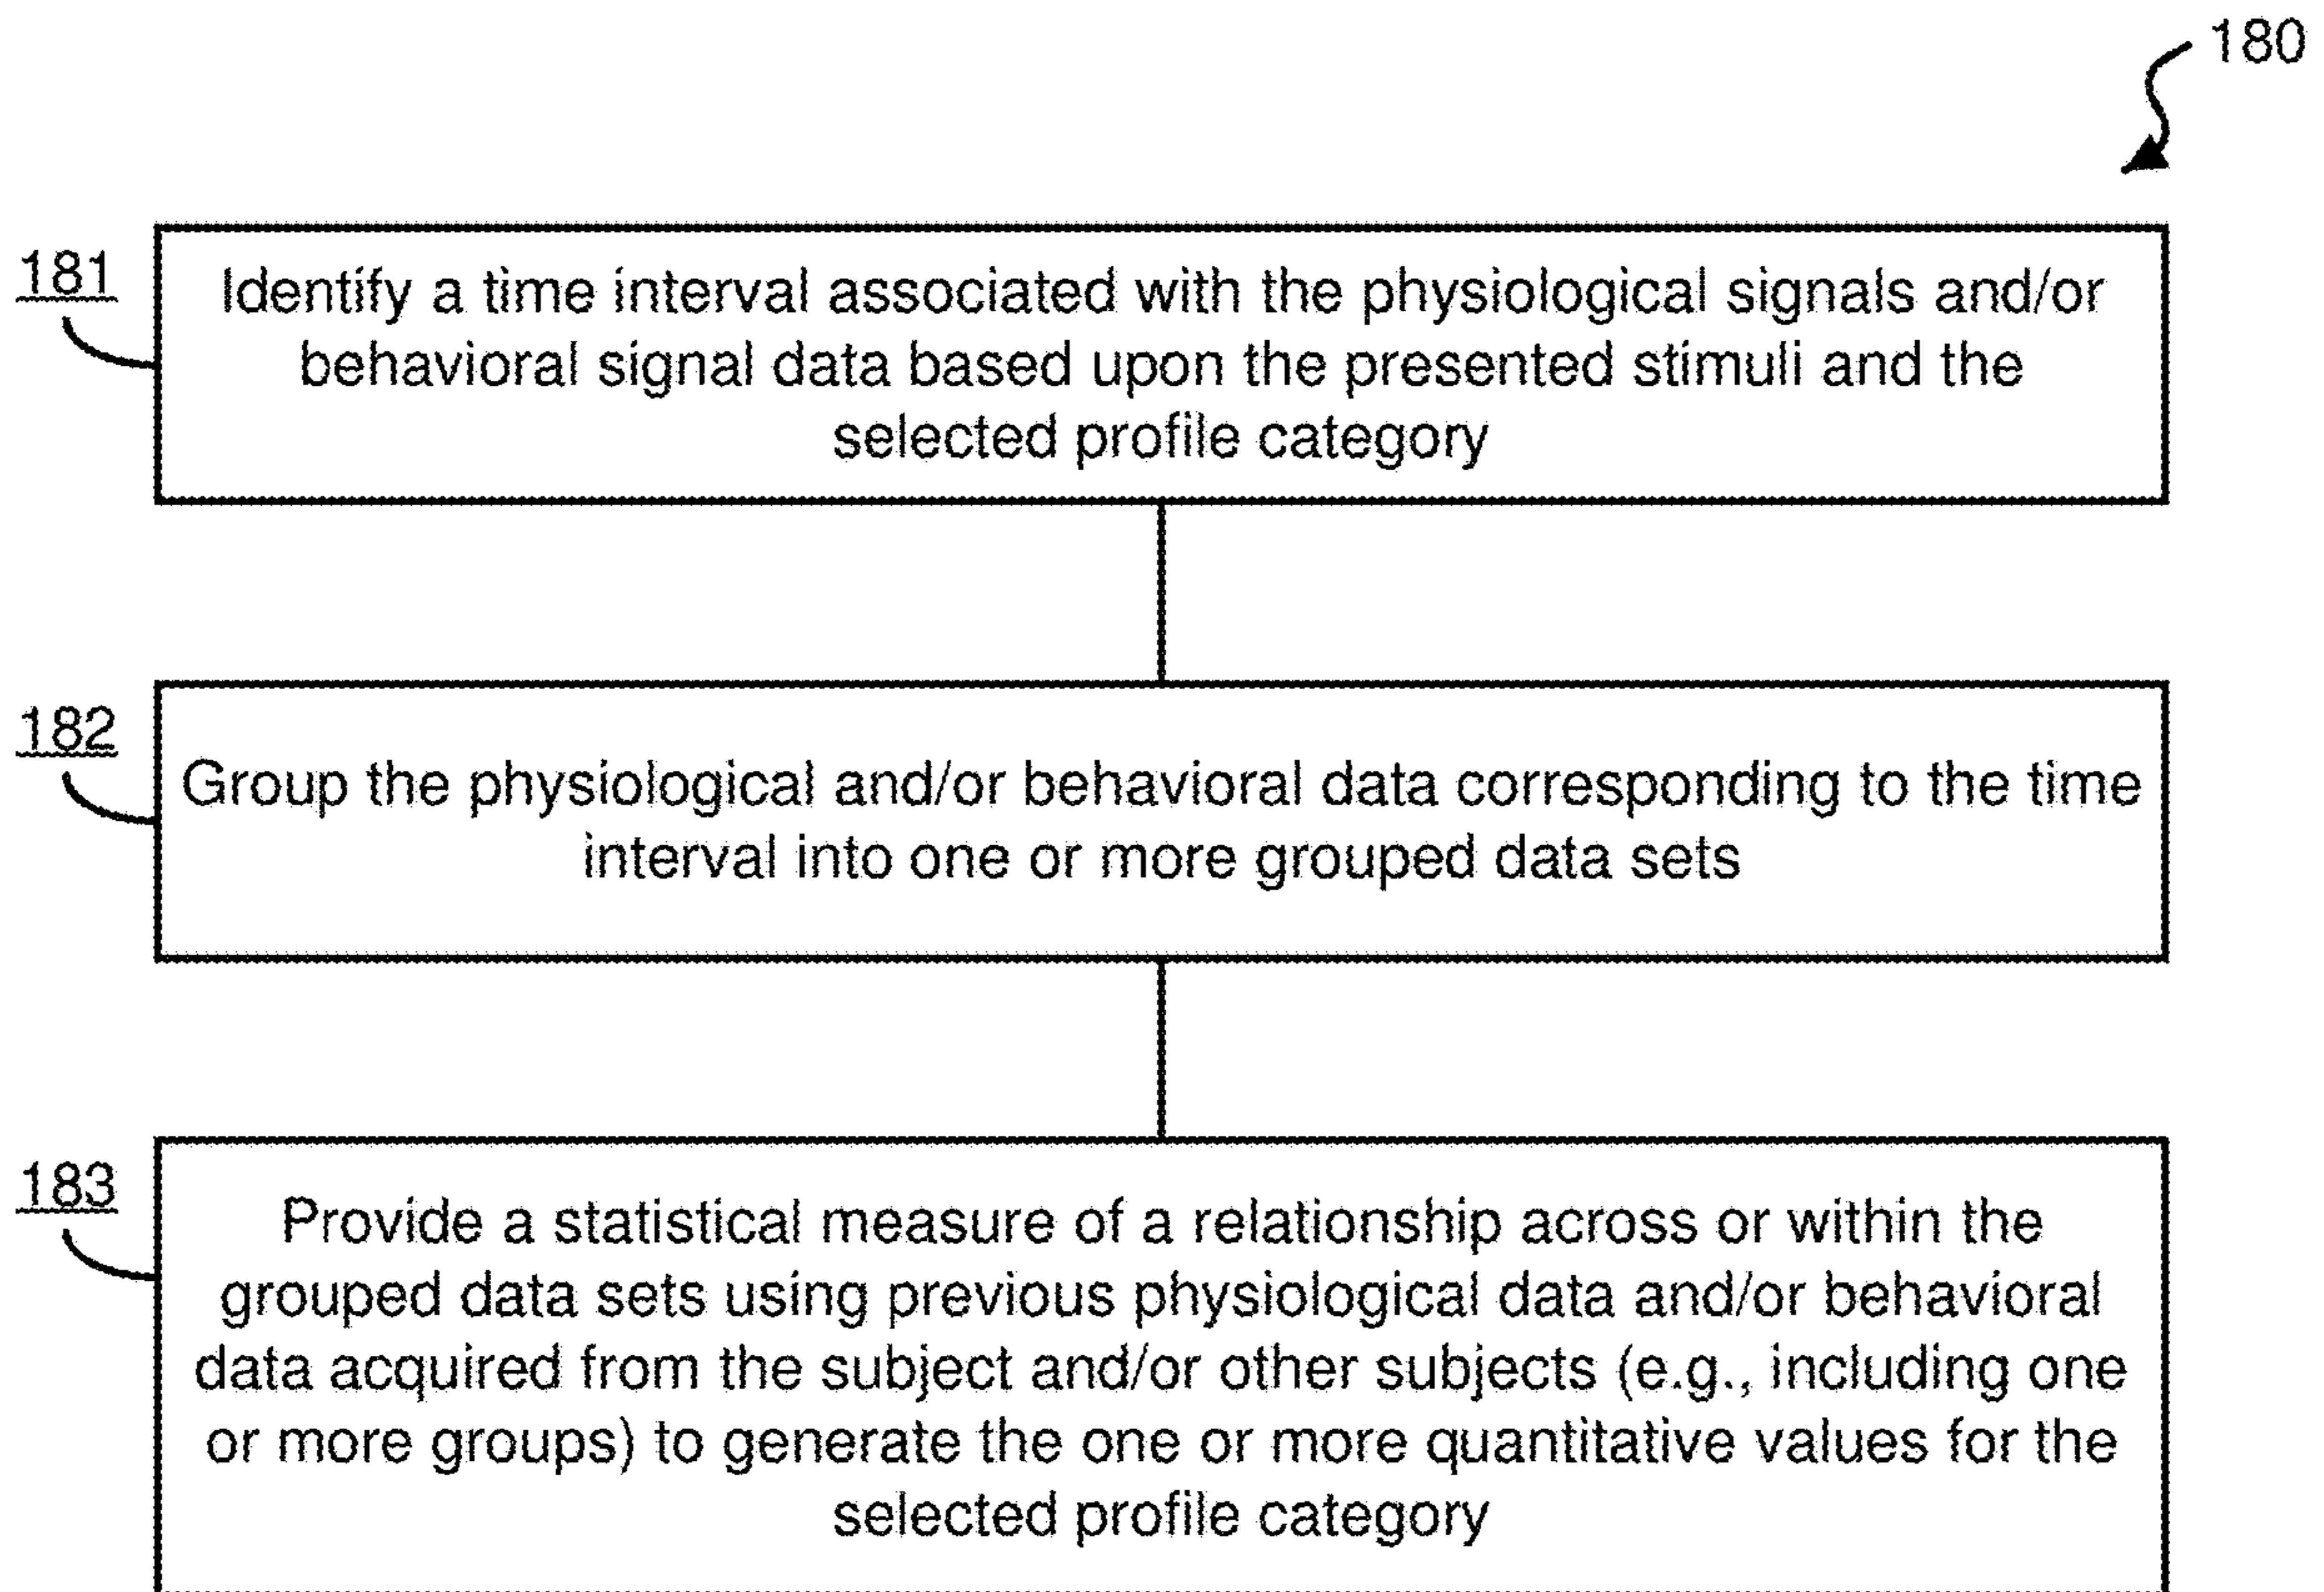 180
181
Identify a time interval associated with the physiological signals and/or
behavioral signal data based upon the presented stimuli and the
selected profile category
182
Group the physiological and/or behavioral data corresponding to the time
interval into one or more grouped data sets
183
Provide a statistical measure of a relationship across or within the
grouped data sets using previous physiological data and/or behavioral
data acquired from the subject and/or other subjects (e.g., including one
or more groups) to generate the one or more quantitative values for the
selected profile category